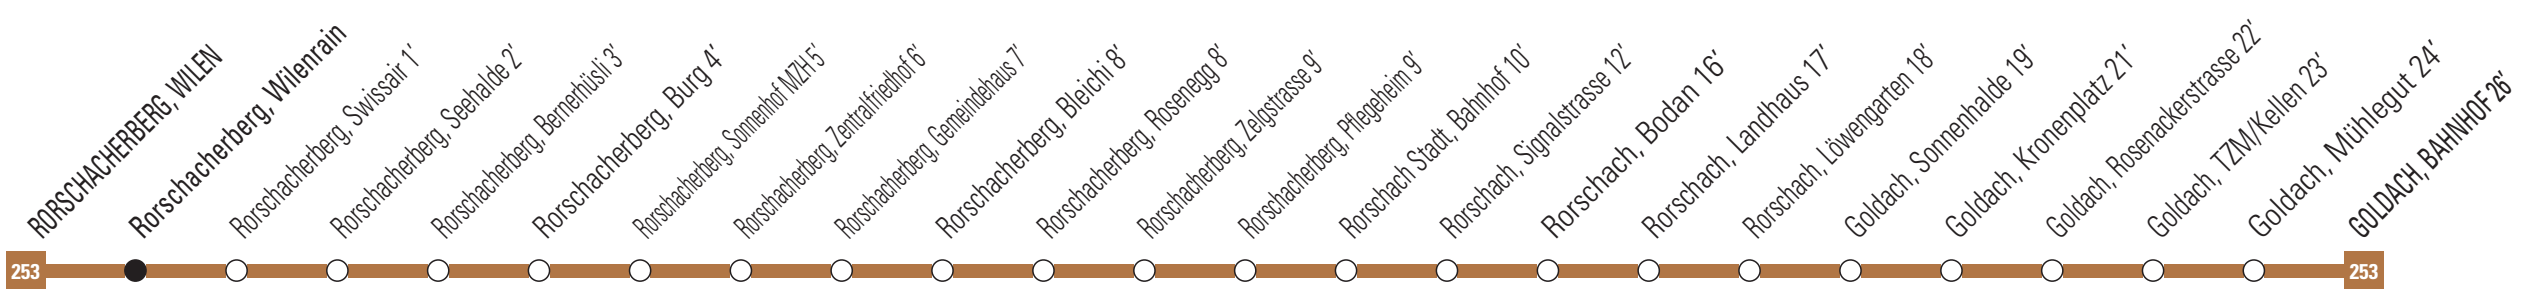 RORSCHACHERBERG, WILEN
Rorschacherberg, Wilenrain
Rorschacherberg, Swissair 1'
Rorschacherberg, Seehalde 2'
Rorschacherberg, Bernerhüsli 3'
Rorschacherberg, Burg 4'
Rorschacherberg, Sonnenhof MZH 5'
Rorschacherberg, Zentralfriedhof 6'
Rorschacherberg, Gemeindehaus 7'
Rorschacherberg, Bleichi 8'
Rorschacherberg, Rosenegg 8'
Rorschacherberg, Zelgstrasse 9'
Rorschacherberg, Pflegeheim 9'
Rorschach Stadt, Bahnhof 10'
Rorschach, Signalstrasse 12'
Rorschach, Bodan 16'
Rorschach, Landhaus 17'
Rorschach, Löwengarten 18'
Goldach, Sonnenhalde 19'
Goldach, Kronenplatz 21'
Goldach, Rosenackerstrasse 22'
Goldach, TZM/Kellen 23'
Goldach, Mühlegut 24'
GOLDACH, BAHNHOF 26'
253
253